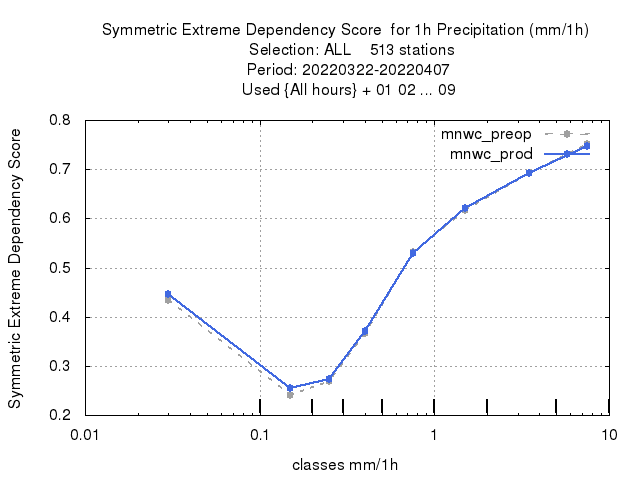 Symmetric Extreme Dependency Score  for 1h Precipitation (mm/1h)
Selection: ALL    513 stations
Period: 20220322-20220407
Used {All hours} + 01 02 ... 09
Symmetric Extreme Dependency Score
0.8
0.7
0.6
0.5
0.4
0.3
0.2
mnwc_preop
mnwc_prod
0.01
0.1
1
10
classes mm/1h